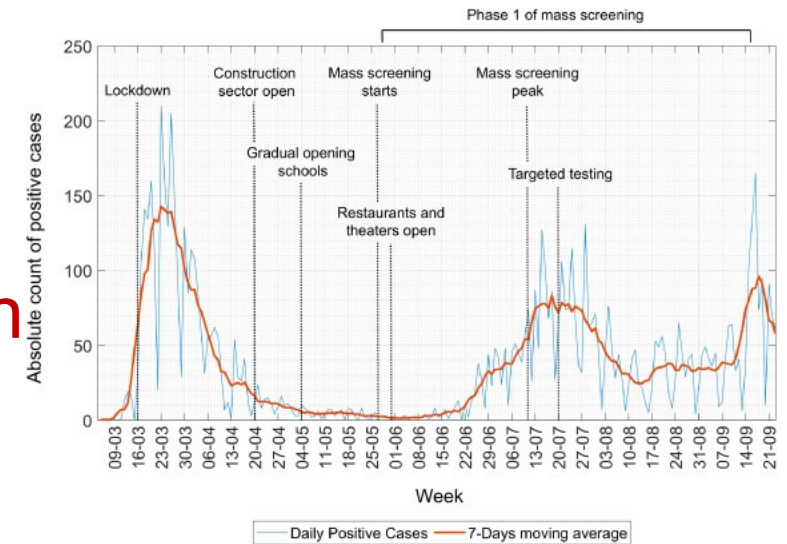 Phase 1 of mass screening
250
200
150
100
50
0
Absolute count of positive cases
Lockdown
Construction
sector open
Mass screening
starts
Mass screening
peak
Gradual opening
schools
Targeted testing
Restaurants and
theaters open
n
09-03
16-03
23-03
30-03
06-04
13-04
20-04
27-04
04-05
11-05
18-05
25-05
01-06
08-06
15-06
22-06
29-06
06-07
13-07
20-07
27-07
03-08
10-08
17-08
24-08
31-08
07-09
14-09
21-09
Week
Daily Positive Cases
7-Days moving average